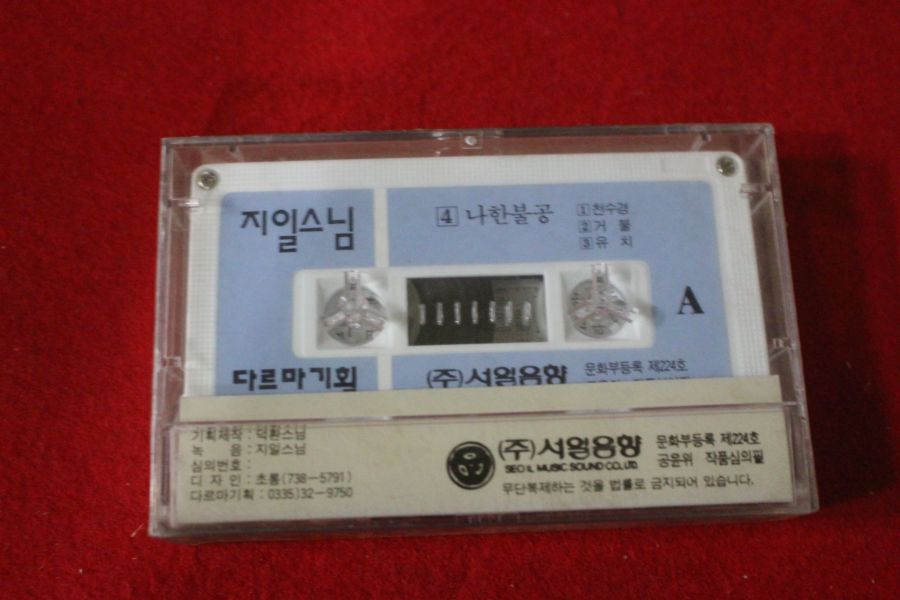 지일스님
4 나한불공
1 천수경
2 거 불
3 유 치
A
다르마기획
(주)서일음향
문화부등록 제224호
기획제작 : 덕환스님
녹 음 : 지일스님
심의번호 :
디 자 인 : 초롱(738-5791)
다르마기획 : 0335)32-9750
(주)서일음향
SEO IL MUSIC SOUND CO.,LTD.
문화부등록 제224호
공윤위 작품심의필
무단복제하는 것을 법률로 금지되어 있습니다.